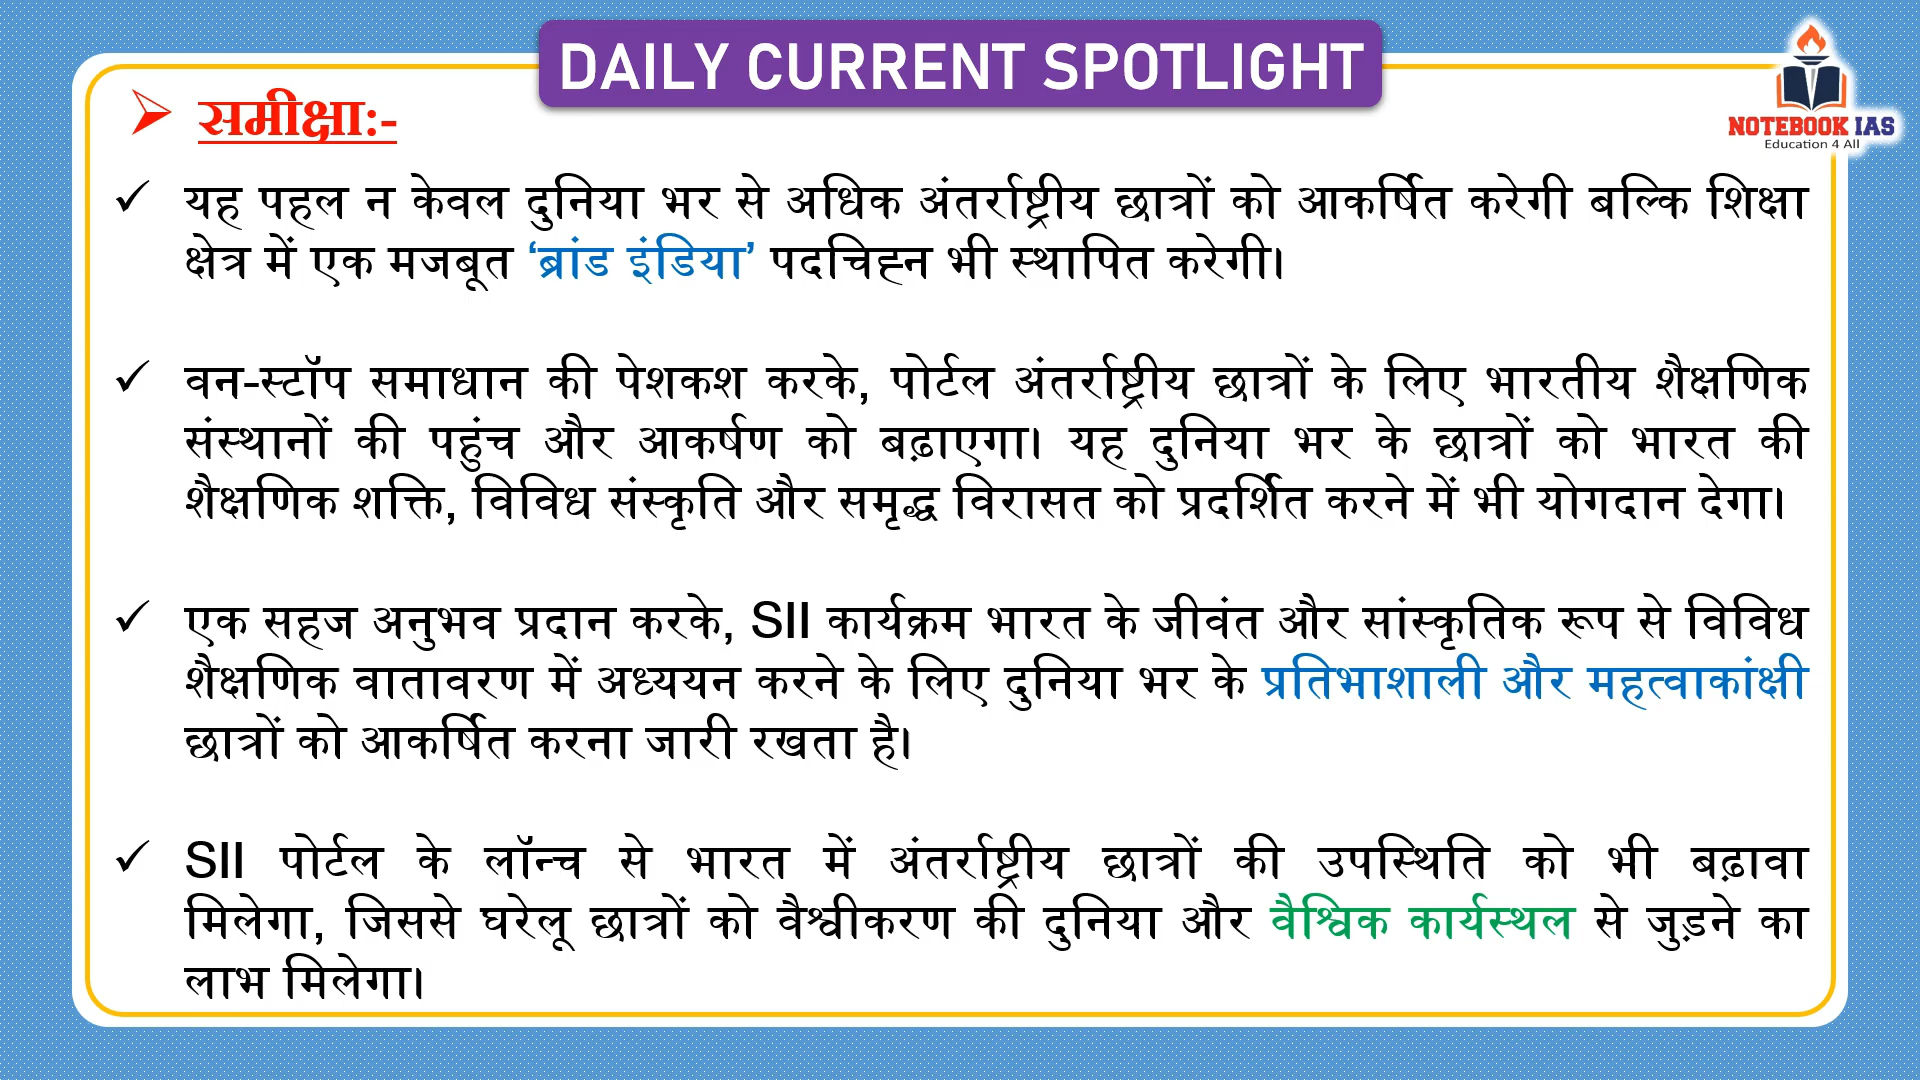 DAILY CURRENT SPOTLIGHT
NOTEBOOK IAS
Education 4 All
➢ समीक्षा:-
✓ यह पहल न केवल दुनिया भर से अधिक अंतर्राष्ट्रीय छात्रों को आकर्षित करेगी बल्कि शिक्षा
क्षेत्र में एक मजबूत ‘ब्रांड इंडिया’ पदचिह्न भी स्थापित करेगी।
✓ वन-स्टॉप समाधान की पेशकश करके, पोर्टल अंतर्राष्ट्रीय छात्रों के लिए भारतीय शैक्षणिक
संस्थानों की पहुंच और आकर्षण को बढ़ाएगा। यह दुनिया भर के छात्रों को भारत की
शैक्षणिक शक्ति, विविध संस्कृति और समृद्ध विरासत को प्रदर्शित करने में भी योगदान देगा।
✓ एक सहज अनुभव प्रदान करके, SII कार्यक्रम भारत के जीवंत और सांस्कृतिक रूप से विविध
शैक्षणिक वातावरण में अध्ययन करने के लिए दुनिया भर के प्रतिभाशाली और महत्वाकांक्षी
छात्रों को आकर्षित करना जारी रखता है।
✓ SII पोर्टल के लॉन्च से भारत में अंतर्राष्ट्रीय छात्रों की उपस्थिति को भी बढ़ावा
मिलेगा, जिससे घरेलू छात्रों को वैश्वीकरण की दुनिया और वैश्विक कार्यस्थल से जुड़ने का
लाभ मिलेगा।